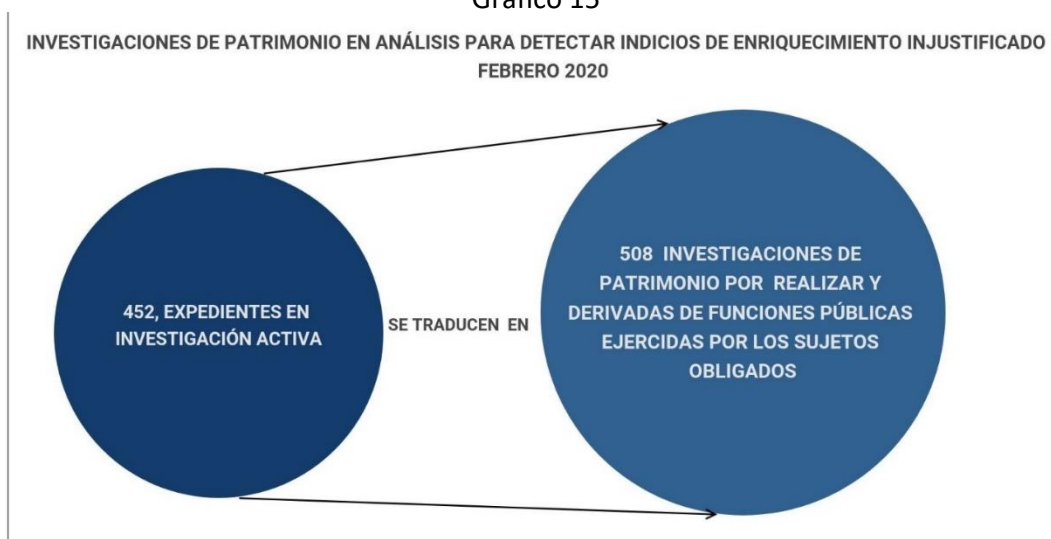 Gráfico 15
INVESTIGACIONES DE PATRIMONIO EN ANÁLISIS PARA DETECTAR INDICIOS DE ENRIQUECIMIENTO INJUSTIFICADO
FEBRERO 2020
452, EXPEDIENTES EN
INVESTIGACIÓN ACTIVA
SE TRADUCEN EN
508 INVESTIGACIONES DE
PATRIMONIO POR REALIZAR Y
DERIVADAS DE FUNCIONES PÚBLICAS
EJERCIDAS POR LOS SUJETOS
OBLIGADOS